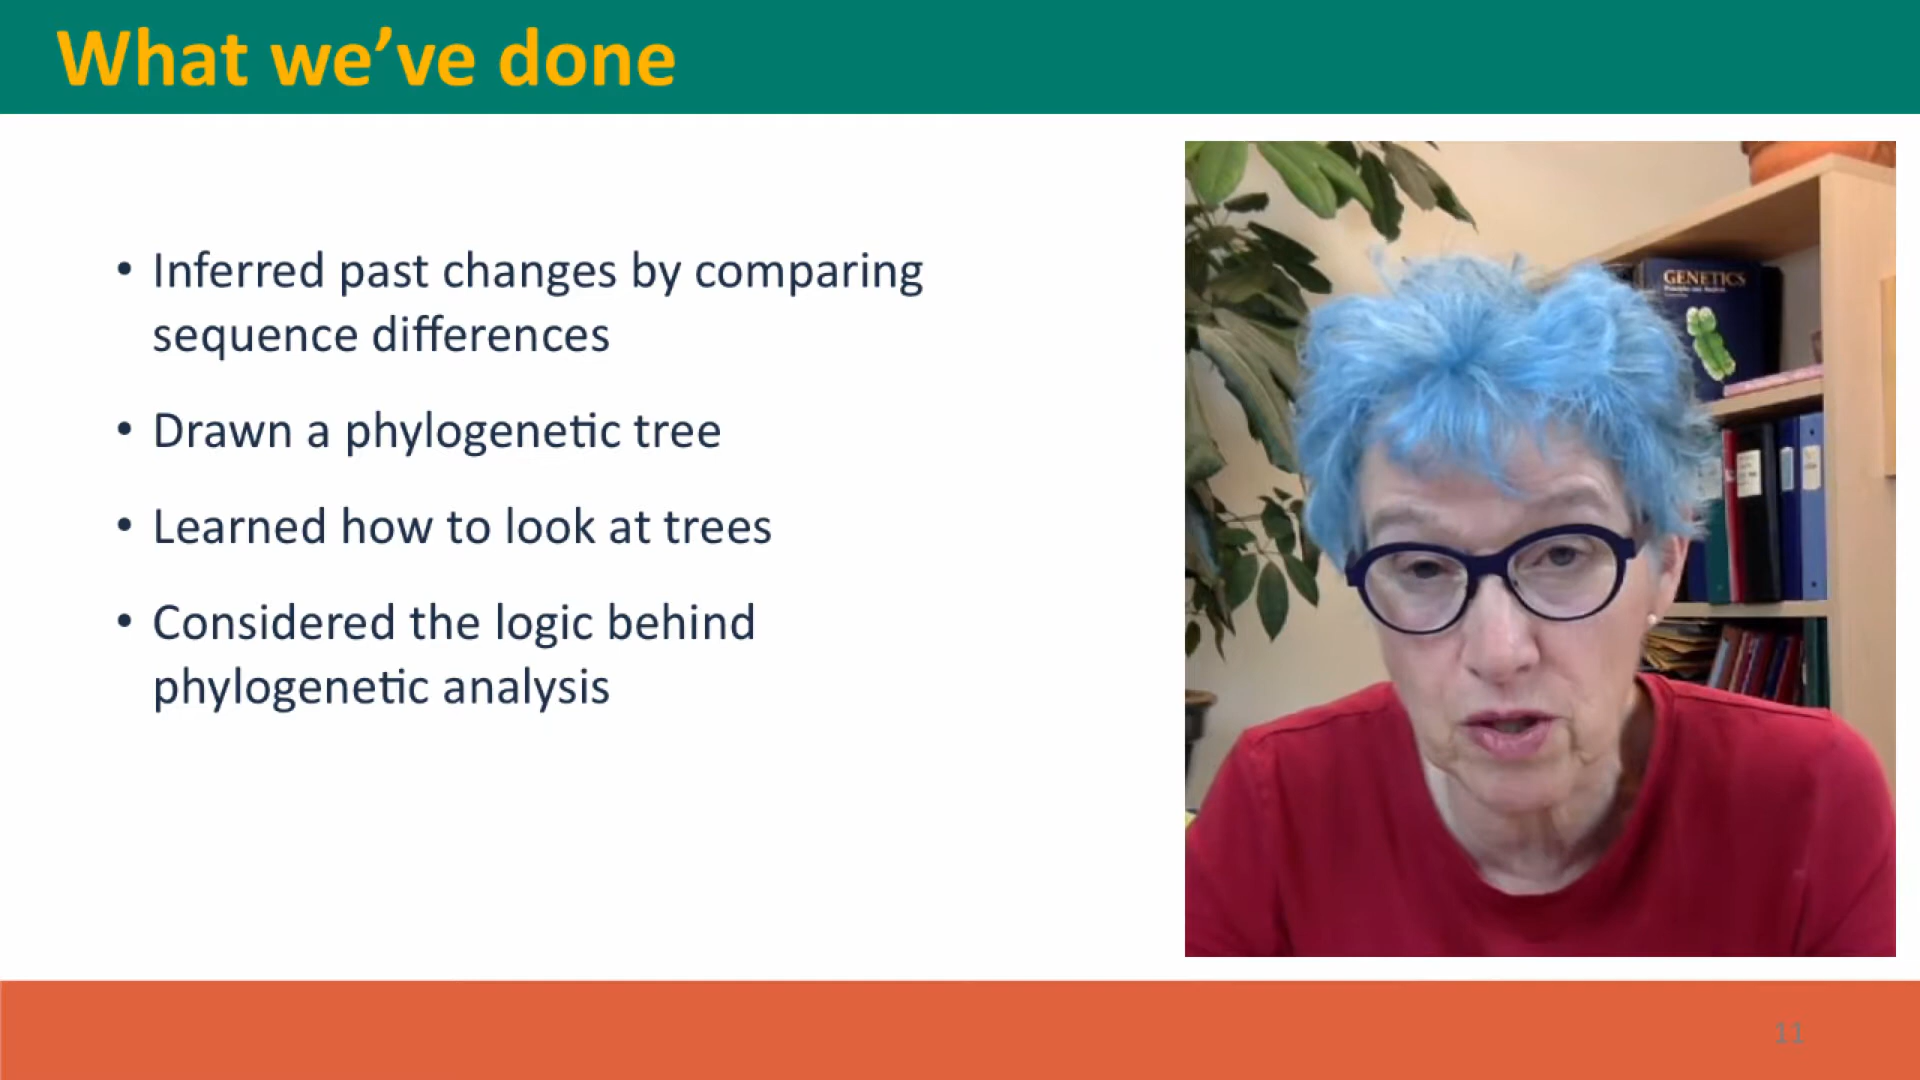 What we’ve done
• Inferred past changes by comparing
sequence differences
• Drawn a phylogenetic tree
• Learned how to look at trees
• Considered the logic behind
phylogenetic analysis
GENETICS
11